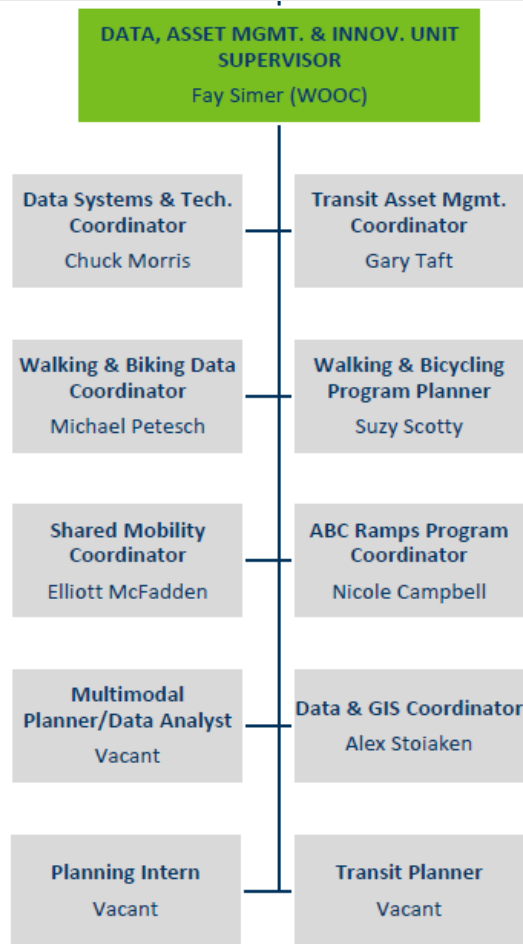 DATA, ASSET MGMT. & INNOV. UNIT
SUPERVISOR
Fay Simer (WOOC)
Data Systems & Tech.
Coordinator
Chuck Morris
Transit Asset Mgmt.
Coordinator
Gary Taft
Walking & Biking Data
Coordinator
Michael Petesch
Walking & Bicycling
Program Planner
Suzy Scotty
Shared Mobility
Coordinator
Elliott McFadden
ABC Ramps Program
Coordinator
Nicole Campbell
Multimodal
Planner/Data Analyst
Vacant
Data & GIS Coordinator
Alex Stoiaken
Planning Intern
Vacant
Transit Planner
Vacant